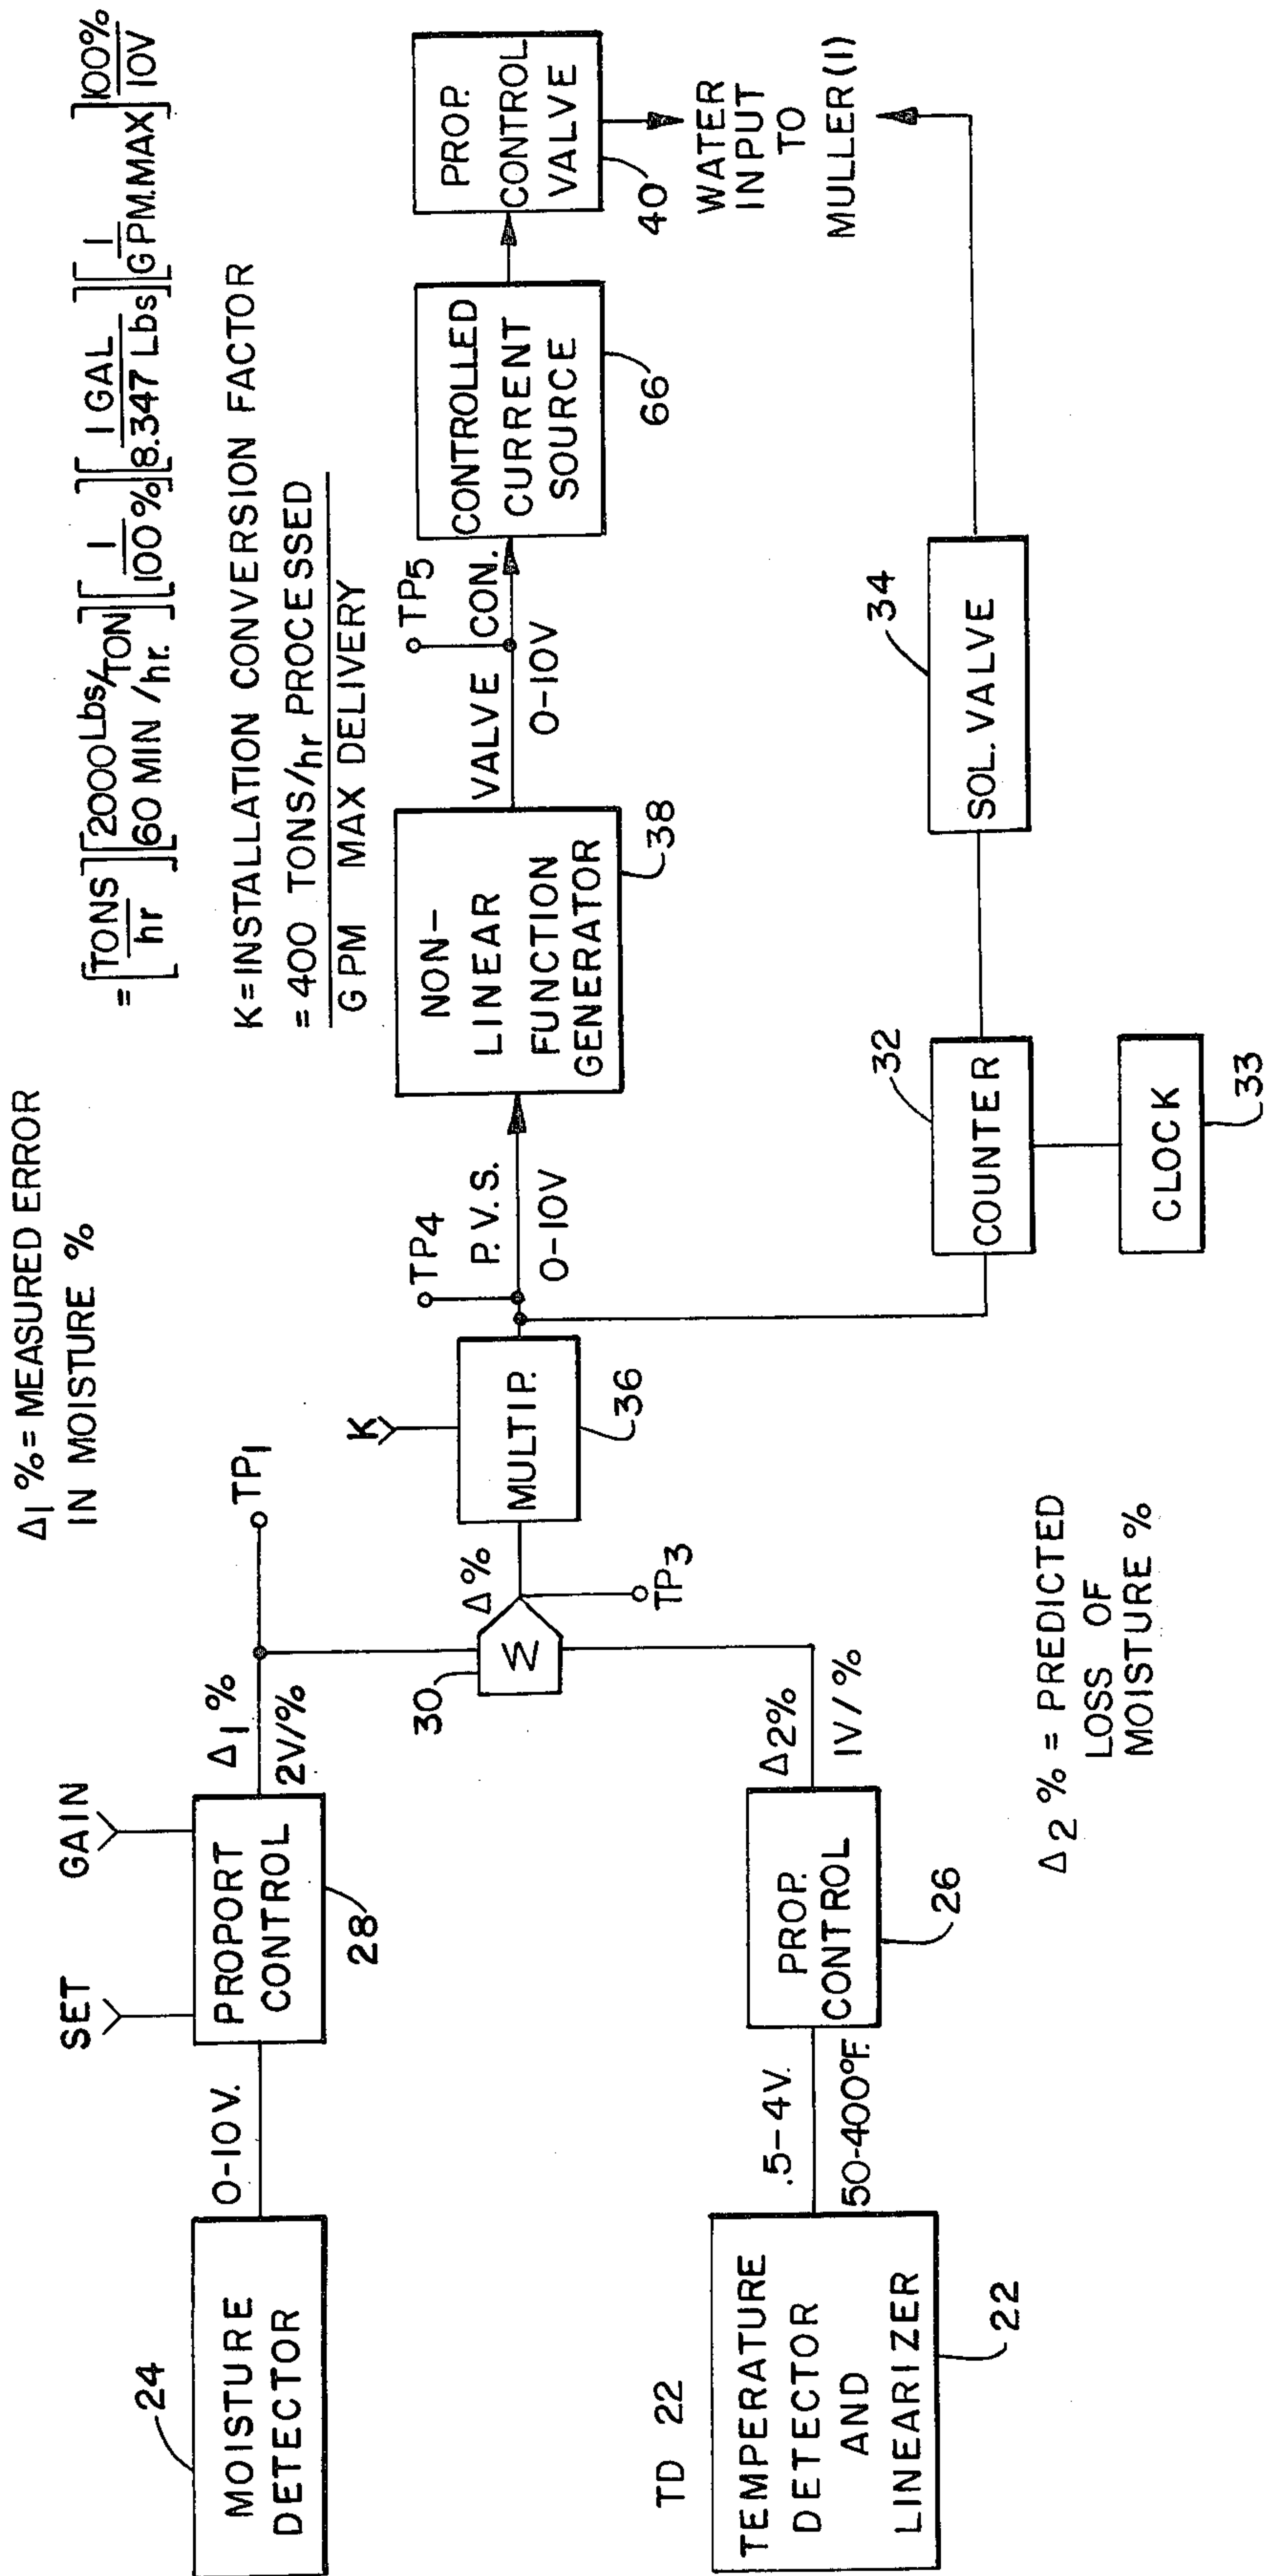 Δ1 % = MEASURED ERROR
IN MOISTURE %
= [TONS/hr] [2000 Lbs/TON / 60 MIN/hr.] [1/100%] [1 GAL/8.347 Lbs] [1/GPM.MAX] 100%/10V
K = INSTALLATION CONVERSION FACTOR
= 400 TONS/hr PROCESSED
GPM MAX DELIVERY
24
MOISTURE
DETECTOR
0-10V.
SET
GAIN
PROPORT
CONTROL
28
Δ1 %
2V/%
TP1
TD 22
TEMPERATURE
DETECTOR
AND
LINEARIZER
22
.5-4V.
50-400°F.
PROP.
CONTROL
26
Δ2%
1V/%
30
Σ
Δ%
TP3
K
MULTIP.
36
TP4
P.V.S.
0-10V
NON-
LINEAR
FUNCTION
GENERATOR
38
VALVE CON.
0-10V
TP5
CONTROLLED
CURRENT
SOURCE
66
PROP.
CONTROL
VALVE
40
WATER
INPUT
TO
MULLER(1)
32
COUNTER
CLOCK
33
34
SOL. VALVE
Δ2 % = PREDICTED
LOSS OF
MOISTURE %